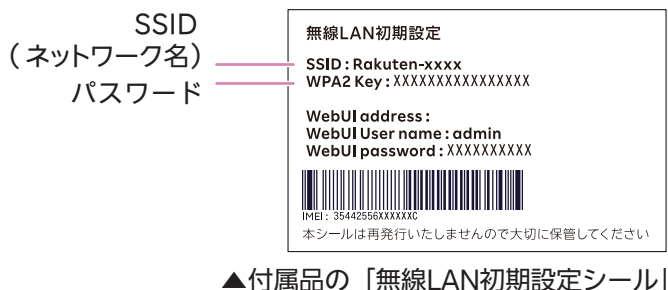 SSID
（ネットワーク名）
パスワード
無線LAN初期設定
SSID : Rakuten-xxxx
WPA2 Key : XXXXXXXXXXXXXXXX
WebUI address :
WebUI User name : admin
WebUI password : XXXXXXXXXX
IMEI: 35442556XXXXXXC
本シールは再発行いたしませんので大切に保管してください
▲付属品の「無線LAN初期設定シール」